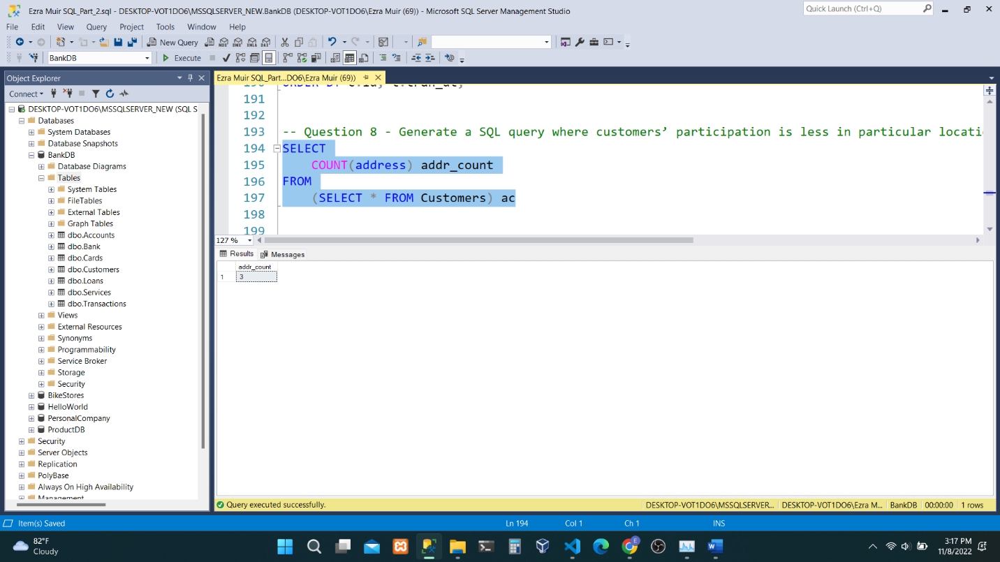 Ezra Muir SQL_Part_2.sql - DESKTOP-VOT1DO6\MSSQLSERVER_NEW.BankDB (DESKTOP-VOT1DO6\Ezra Muir (69)) - Microsoft SQL Server Management Studio
Quick Launch (Ctrl+Q)
File Edit View Query Project Tools Window Help
New Query
MDX DMX XMLA DAX
BankDB
Execute
Object Explorer
Connect
DESKTOP-VOT1DO6\MSSQLSERVER_NEW (SQL S
Databases
System Databases
Database Snapshots
BankDB
Database Diagrams
Tables
System Tables
FileTables
External Tables
Graph Tables
dbo.Accounts
dbo.Bank
dbo.Cards
dbo.Customers
dbo.Loans
dbo.Services
dbo.Transactions
Views
External Resources
Synonyms
Programmability
Service Broker
Storage
Security
BikeStores
HelloWorld
PersonalCompany
ProductDB
Security
Server Objects
Replication
PolyBase
Always On High Availability
Management
Ezra Muir SQL_Part...DO6\Ezra Muir (69))
190 ORDER BY c.id, t.tran_at;
191
192
193 -- Question 8 - Generate a SQL query where customers’ participation is less in particular locati
194 SELECT
195 COUNT(address) addr_count
196 FROM
197 (SELECT * FROM Customers) ac
198
199
127 %
Results Messages
addr_count
1 3
Query executed successfully.
DESKTOP-VOT1DO6\MSSQLSERVER... DESKTOP-VOT1DO6\Ezra M... BankDB 00:00:00 1 rows
Item(s) Saved
Ln 194 Col 1 Ch 1 INS
82°F
Cloudy
E
W
3:17 PM
11/8/2022